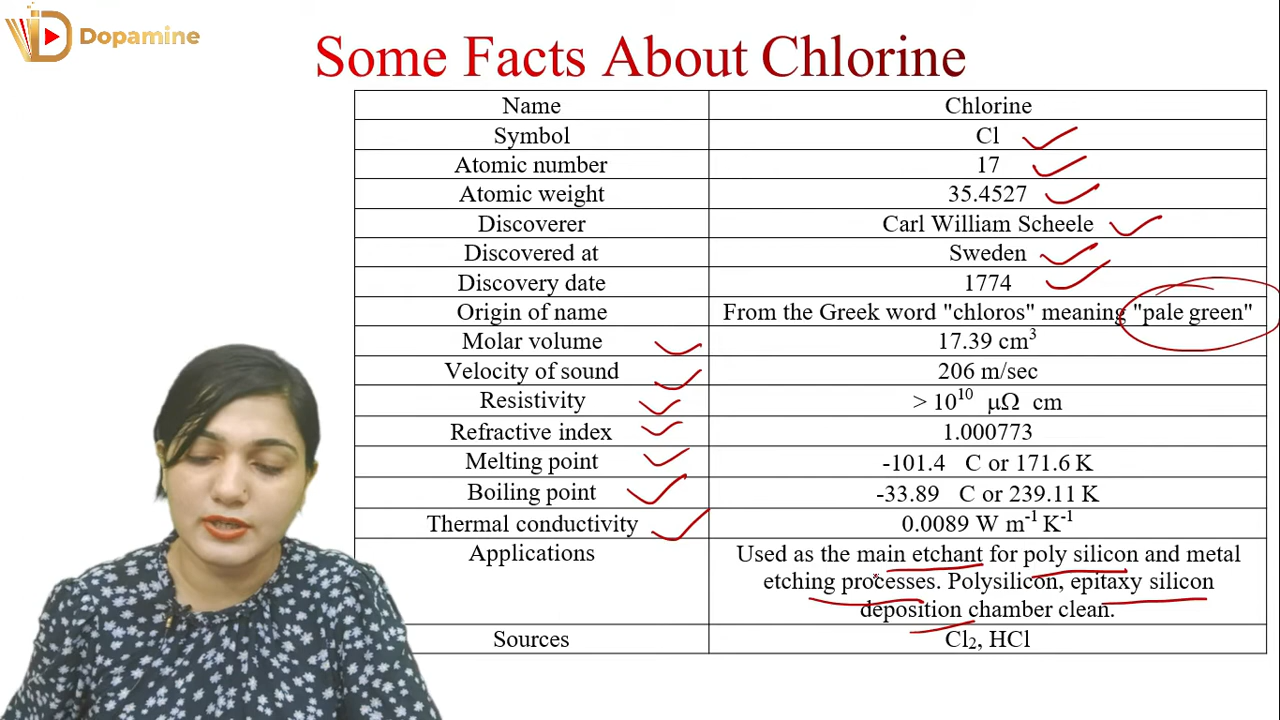 Dopamine
Some Facts About Chlorine
Name Chlorine
Symbol Cl
Atomic number 17
Atomic weight 35.4527
Discoverer Carl William Scheele
Discovered at Sweden
Discovery date 1774
Origin of name From the Greek word "chloros" meaning "pale green"
Molar volume 17.39 cm³
Velocity of sound 206 m/sec
Resistivity > 10¹⁰ μΩ cm
Refractive index 1.000773
Melting point -101.4 C or 171.6 K
Boiling point -33.89 C or 239.11 K
Thermal conductivity 0.0089 W m⁻¹ K⁻¹
Applications Used as the main etchant for poly silicon and metal
etching processes. Polysilicon, epitaxy silicon
deposition chamber clean.
Sources Cl₂, HCl